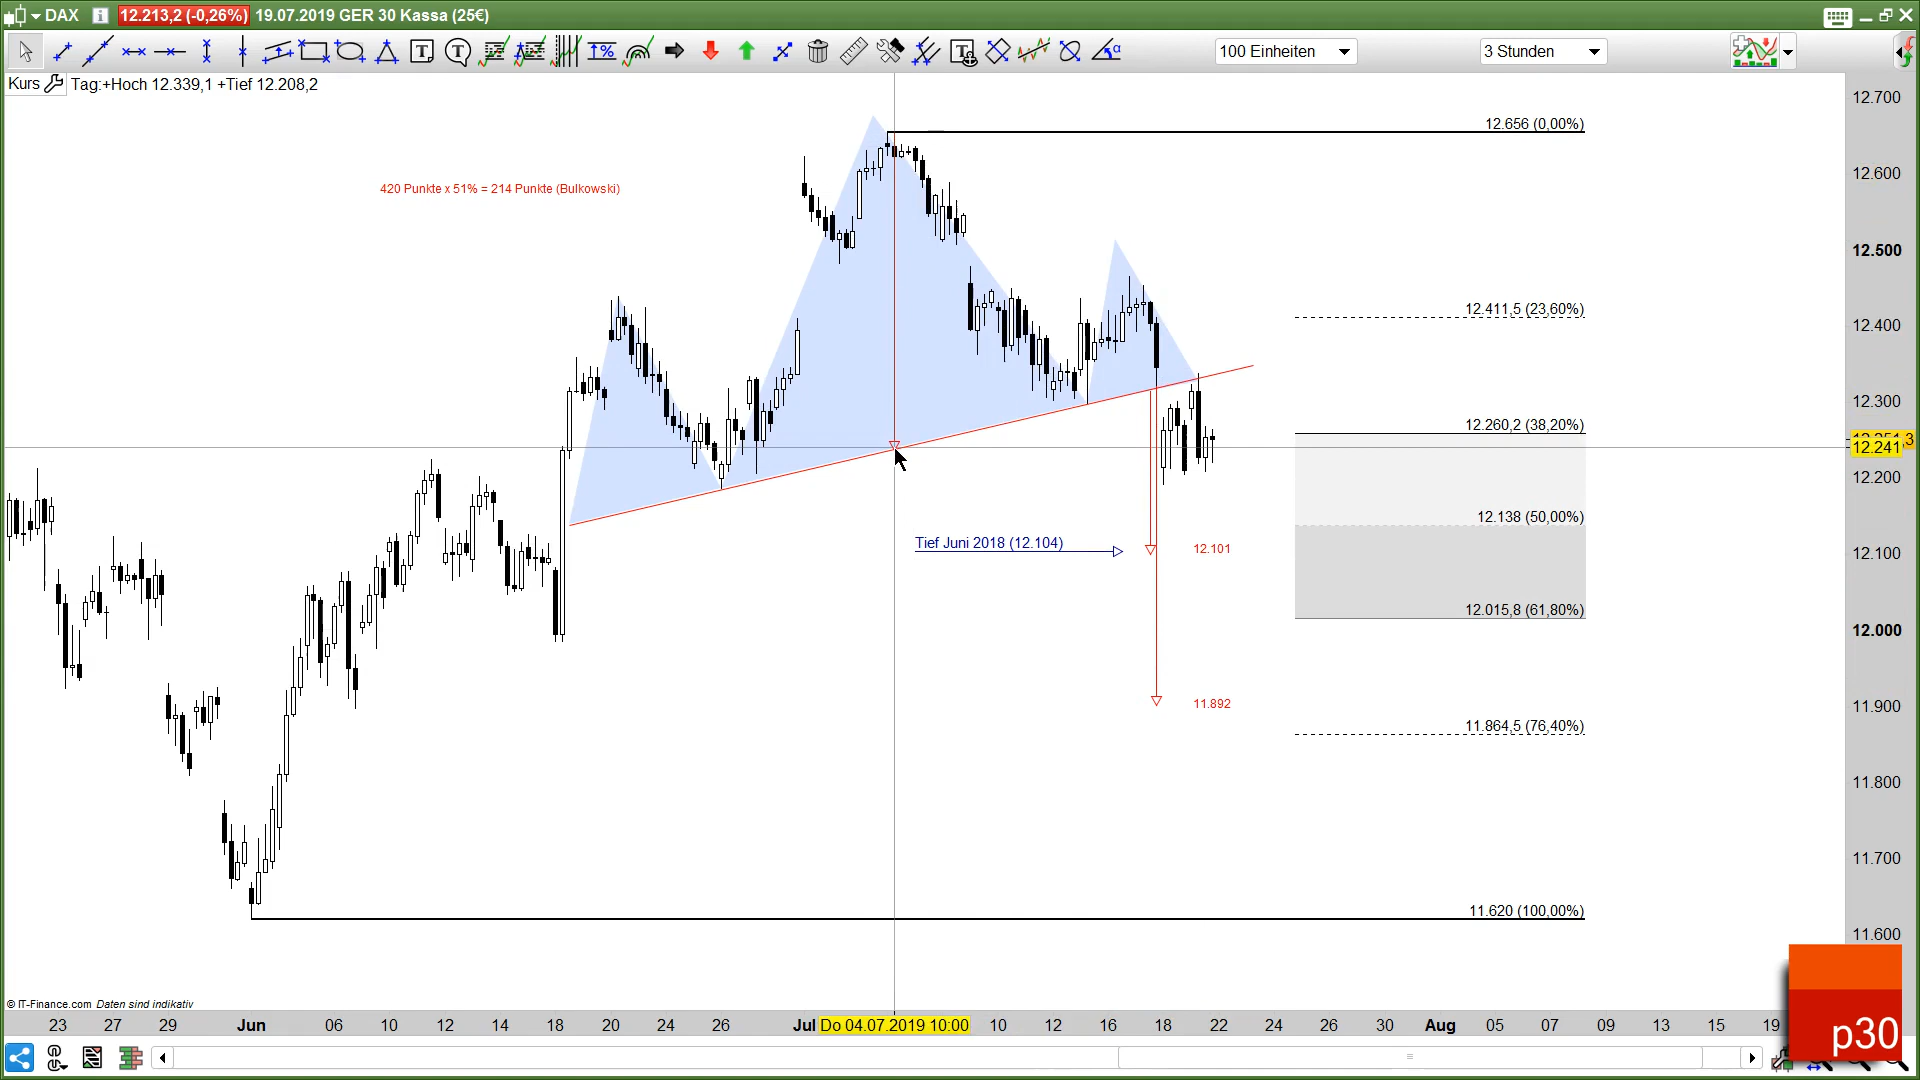 DAX 12.213,2 (-0,26%) 19.07.2019 GER 30 Kassa (25€)
100 Einheiten
3 Stunden
Kurs Tag:+Hoch 12.339,1 +Tief 12.208,2
12.700
12.656 (0,00%)
420 Punkte x 51% = 214 Punkte (Bulkowski)
12.600
12.500
12.411,5 (23,60%)
12.400
12.300
12.260,2 (38,20%)
12.241
12.200
12.138 (50,00%)
Tief Juni 2018 (12.104)
12.101
12.100
12.015,8 (61,80%)
12.000
11.892
11.900
11.864,5 (76,40%)
11.800
11.700
11.620 (100,00%)
11.600
© IT-Finance.com Daten sind indikativ
23 27 29 Jun 06 10 12 14 18 20 24 26 Jul Do 04.07.2019 10:00 10 12 16 18 22 24 26 30 Aug 05 07 09 13 15 19
p30